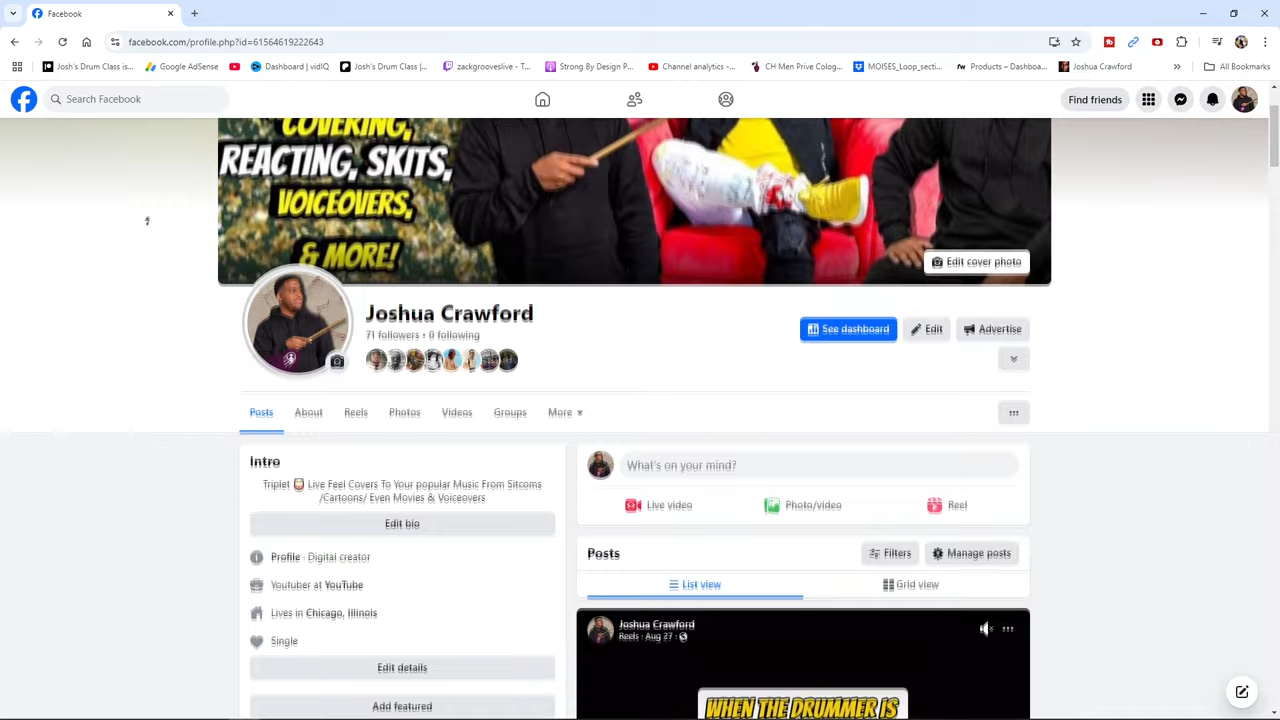 Facebook
facebook.com/profile.php?id=61564619222643
Josh's Drum Class is... Google AdSense Dashboard | vidIQ Josh's Drum Class |... zackgrooveslive - T... Strong By Design P... Channel analytics -... CH Men Prive Colog... MOISES_Loop_secti... Products – Dashboa... Joshua Crawford » All Bookmarks
Search Facebook
Find friends
COVERING,
REACTING, SKITS,
VOICEOVERS,
& MORE!
Edit cover photo
Joshua Crawford
71 followers • 0 following
See dashboard
Edit
Advertise
Posts About Reels Photos Videos Groups More
Intro
Triplet Live Feel Covers To Your popular Music From Sitcoms
/Cartoons/ Even Movies & Voiceovers
Edit bio
Profile · Digital creator
Youtuber at YouTube
Lives in Chicago, Illinois
Single
Edit details
Add featured
What's on your mind?
Live video Photo/video Reel
Posts
Filters Manage posts
List view Grid view
Joshua Crawford
Reels · Aug 27 ·
WHEN THE DRUMMER IS